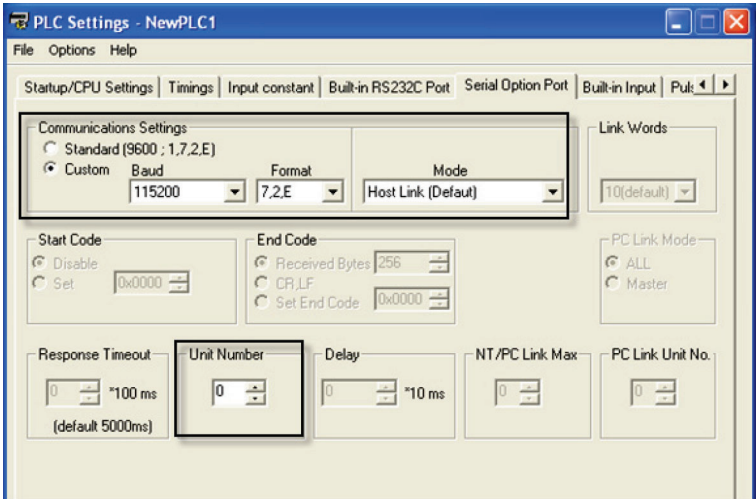 PLC Settings - NewPLC1
File Options Help
Startup/CPU Settings Timings Input constant Built-in RS232C Port Serial Option Port Built-in Input Puls
Communications Settings
Standard (9600 ; 1,7,2,E)
Custom Baud Format Mode
115200 7,2,E Host Link (Defaut)
Link Words
10(default)
Start Code
Disable
Set 0x0000
End Code
Received Bytes 256
CR,LF
Set End Code 0x0000
PC Link Mode
ALL
Master
Response Timeout
0 *100 ms
(default 5000ms)
Unit Number
0
Delay
0 *10 ms
NT/PC Link Max
0
PC Link Unit No.
0